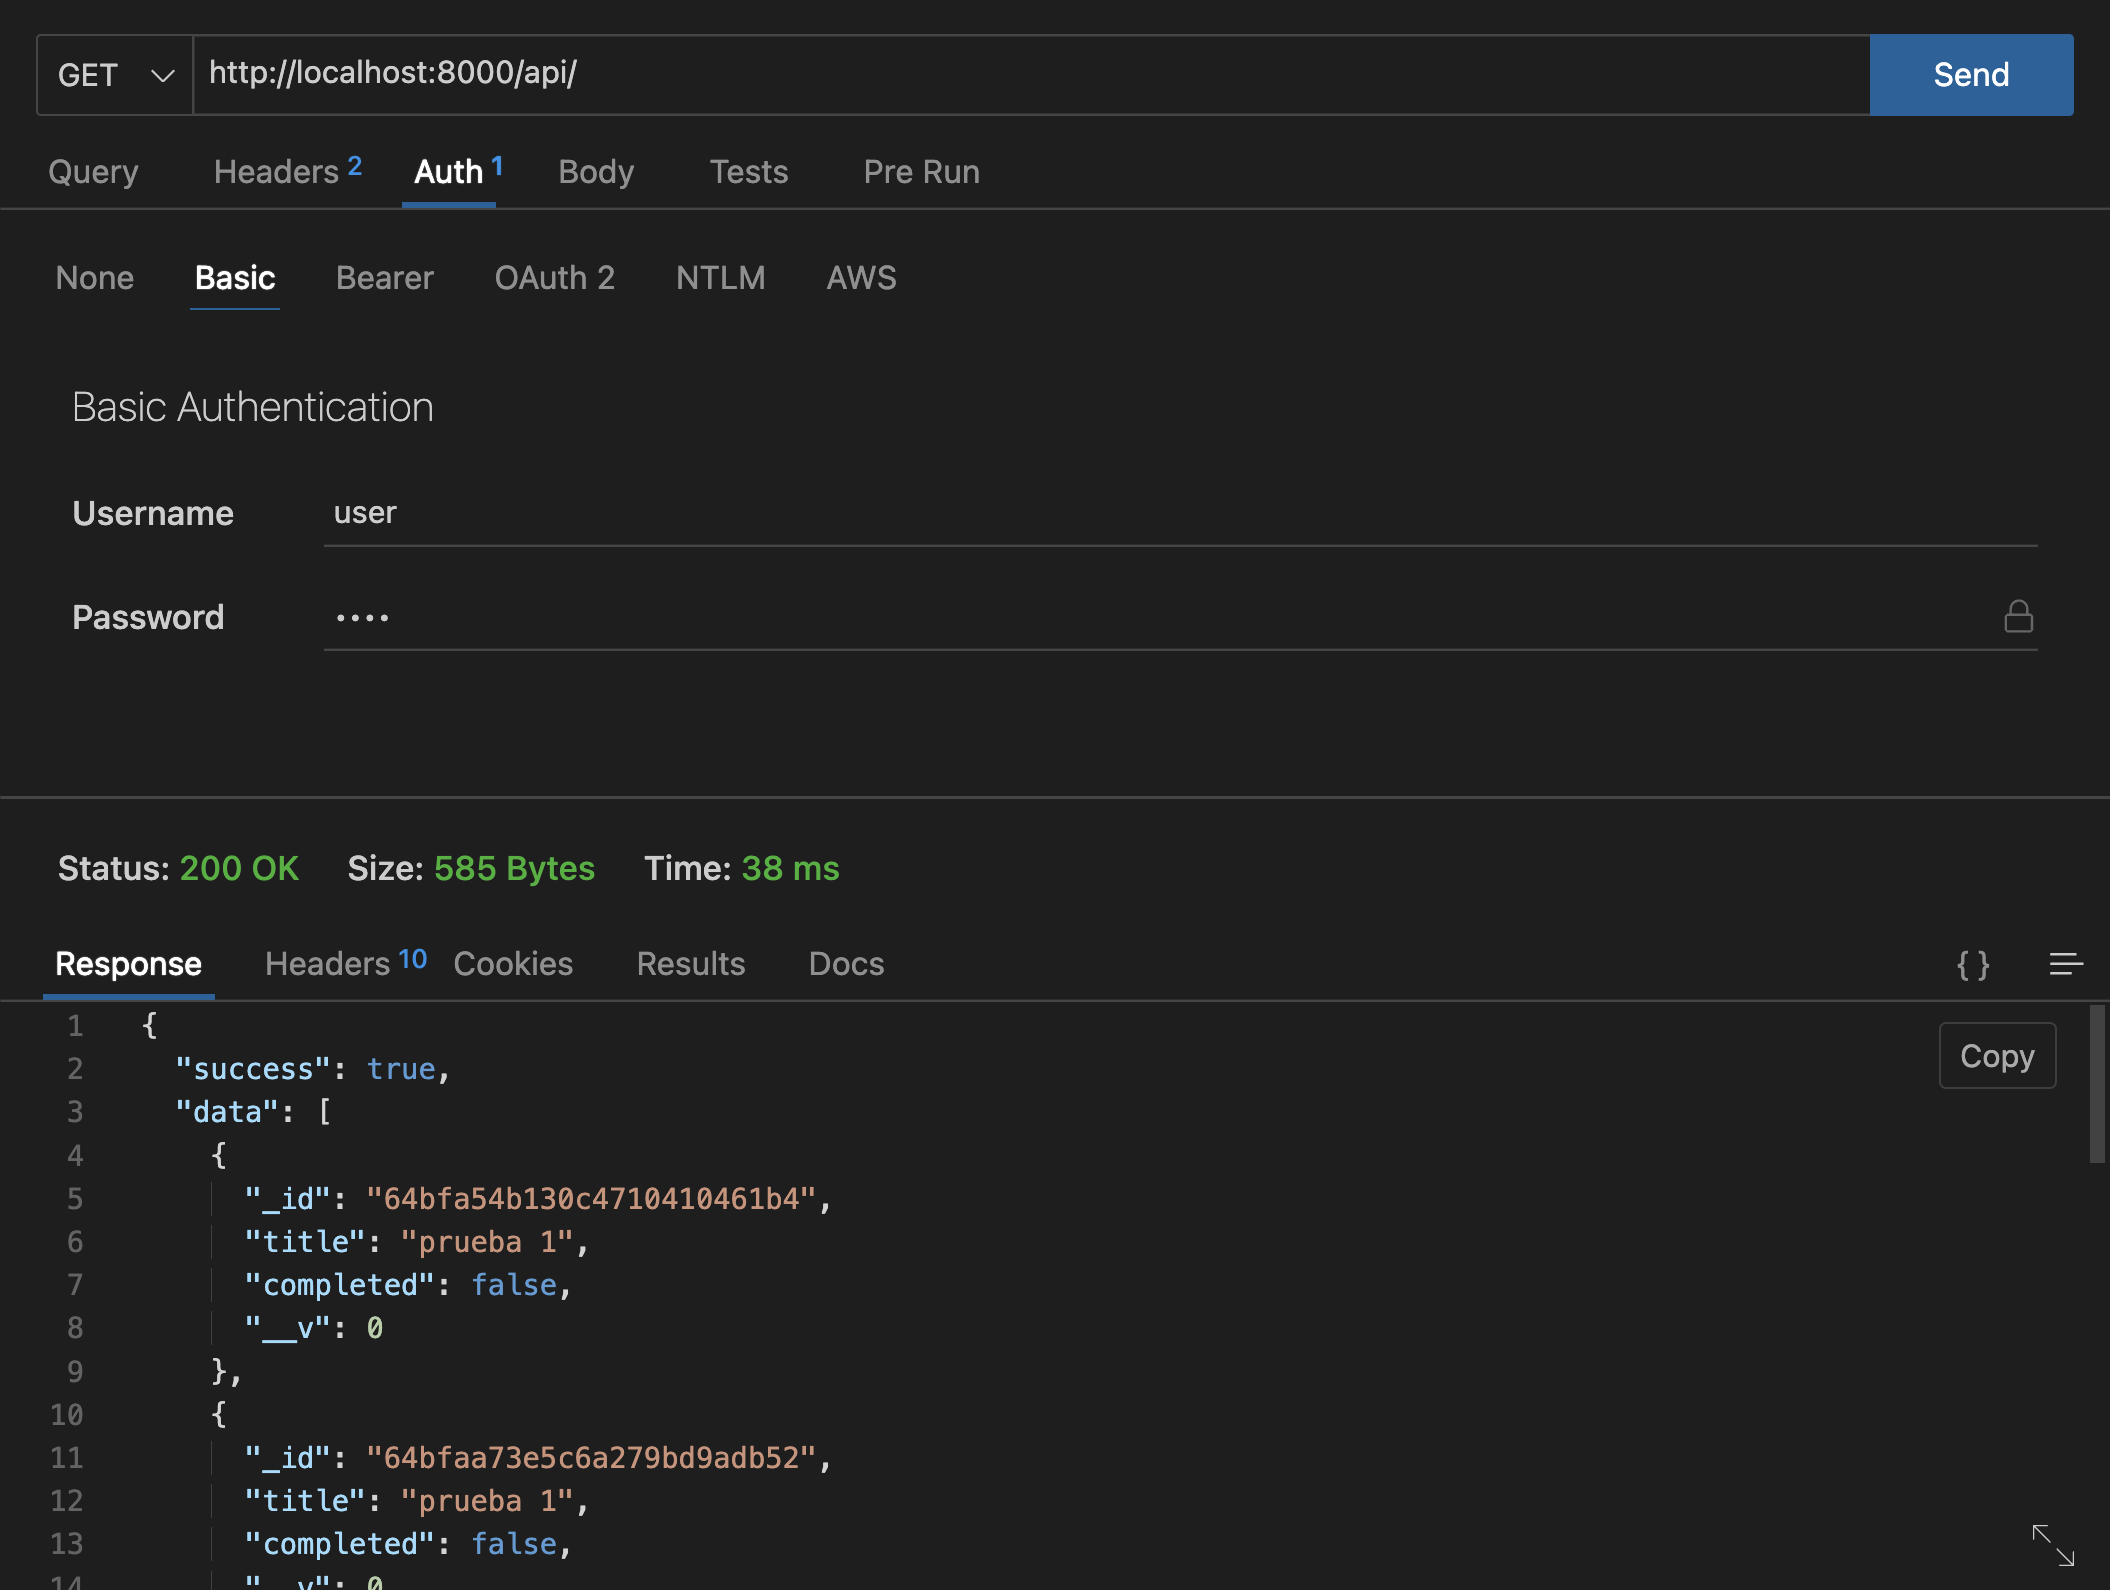 GET http://localhost:8000/api/ Send
Query Headers 2 Auth 1 Body Tests Pre Run
None Basic Bearer OAuth 2 NTLM AWS
Basic Authentication
Username user
Password ••••
Status: 200 OK Size: 585 Bytes Time: 38 ms
Response Headers 10 Cookies Results Docs { }
Copy
1 {
2 "success": true,
3 "data": [
4 {
5 "_id": "64bfa54b130c4710410461b4",
6 "title": "prueba 1",
7 "completed": false,
8 "__v": 0
9 },
10 {
11 "_id": "64bfaa73e5c6a279bd9adb52",
12 "title": "prueba 1",
13 "completed": false,
14 "__v": 0